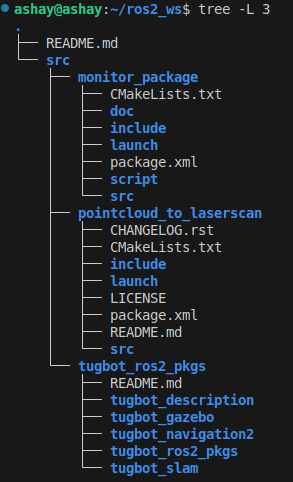 ashay@ashay:~/ros2_ws$ tree -L 3
.
├── README.md
└── src
    ├── monitor_package
    │   ├── CMakeLists.txt
    │   ├── doc
    │   ├── include
    │   ├── launch
    │   ├── package.xml
    │   ├── script
    │   └── src
    ├── pointcloud_to_laserscan
    │   ├── CHANGELOG.rst
    │   ├── CMakeLists.txt
    │   ├── include
    │   ├── launch
    │   ├── LICENSE
    │   ├── package.xml
    │   ├── README.md
    │   └── src
    └── tugbot_ros2_pkgs
        ├── README.md
        ├── tugbot_description
        ├── tugbot_gazebo
        ├── tugbot_navigation2
        ├── tugbot_ros2_pkgs
        └── tugbot_slam